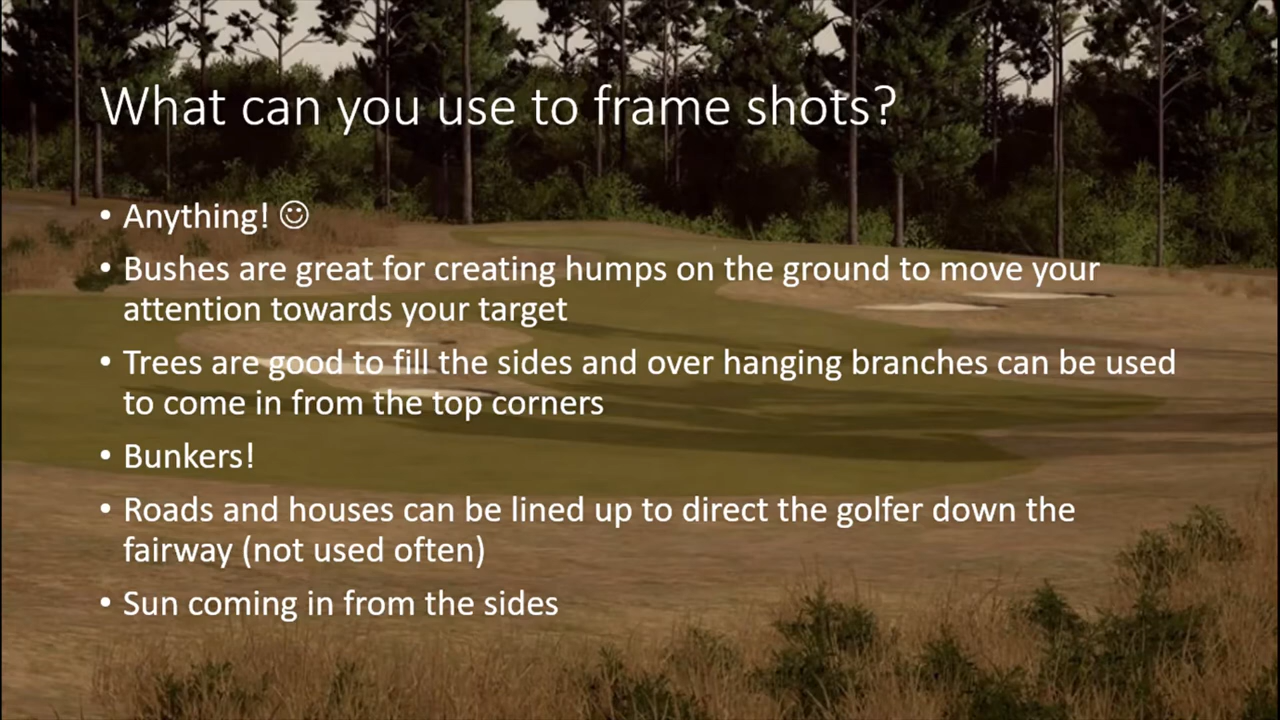 What can you use to frame shots?
• Anything! ☺
• Bushes are great for creating humps on the ground to move your
attention towards your target
• Trees are good to fill the sides and over hanging branches can be used
to come in from the top corners
• Bunkers!
• Roads and houses can be lined up to direct the golfer down the
fairway (not used often)
• Sun coming in from the sides